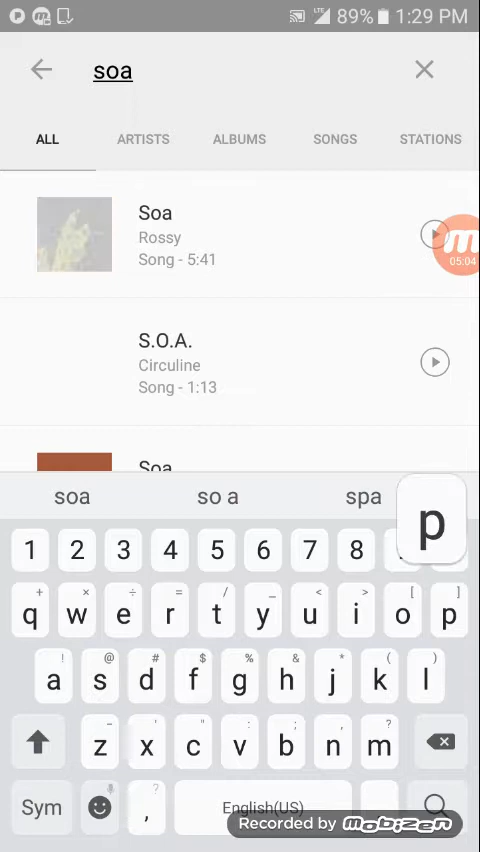 LTE 89% 1:29 PM
soa
ALL ARTISTS ALBUMS SONGS STATIONS
Soa
Rossy
Song - 5:41
05:04
S.O.A.
Circuline
Song - 1:13
Soa
soa so a spa
p
1 2 3 4 5 6 7 8
+ × ÷ = / _ < > [ ]
q w e r t y u i o p
! @ # $ % & * ( )
a s d f g h j k l
- ' " : ; , ?
z x c v b n m
Sym , ? English(US)
Recorded by mobizen